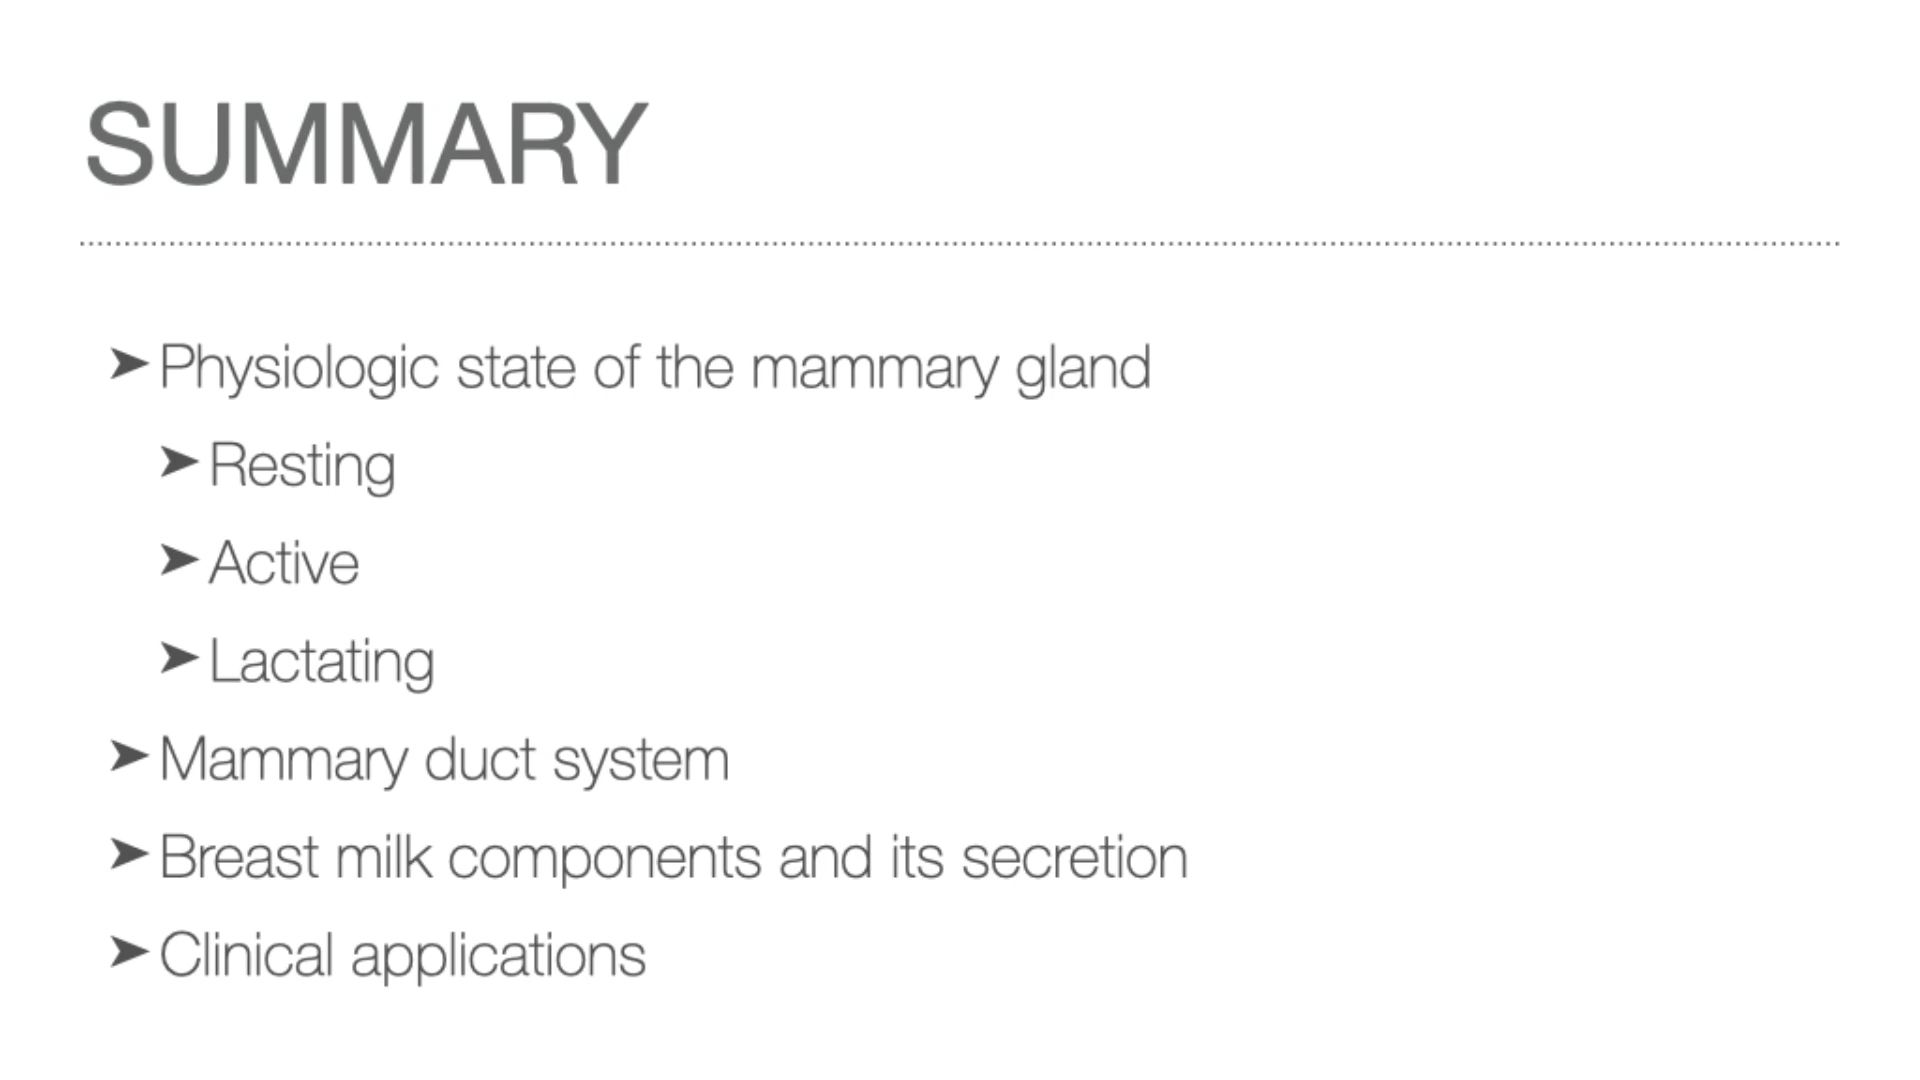 SUMMARY
➤ Physiologic state of the mammary gland
➤ Resting
➤ Active
➤ Lactating
➤ Mammary duct system
➤ Breast milk components and its secretion
➤ Clinical applications